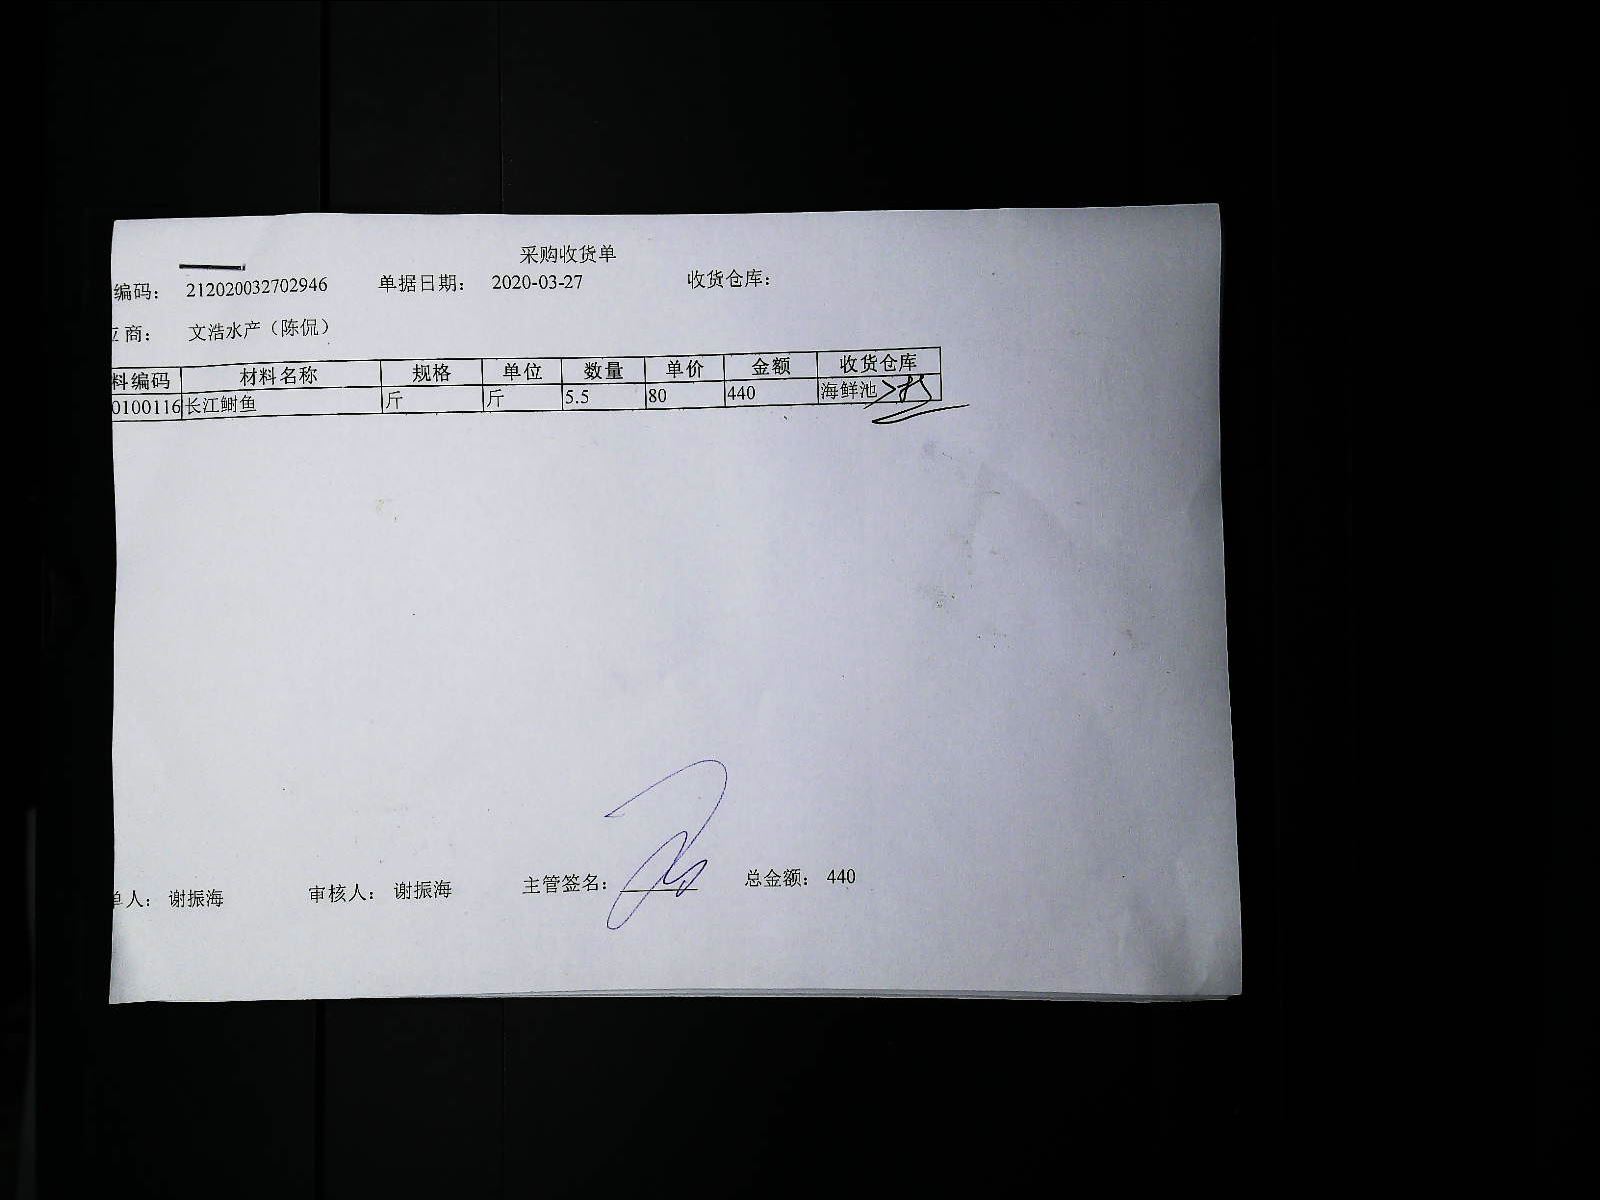 采购收货单
编码： 212020032702946 单据日期： 2020-03-27 收货仓库：
商： 文浩水产（陈侃）
料编码 材料名称 规格 单位 数量 单价 金额 收货仓库
0100116 长江鲥鱼 斤 斤 5.5 80 440 海鲜池
单人： 谢振海 审核人： 谢振海 主管签名： 总金额： 440